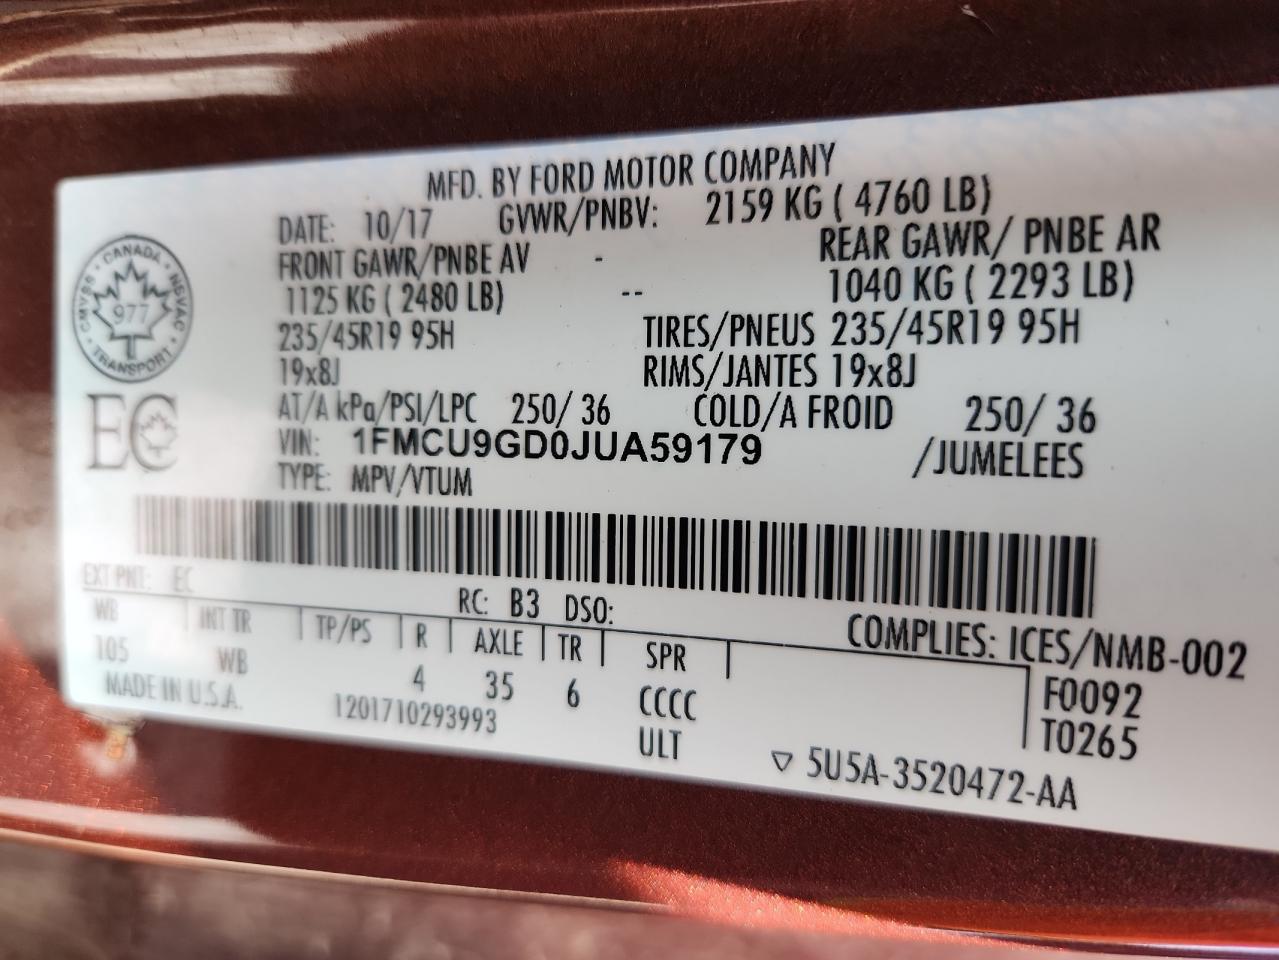 MFD. BY FORD MOTOR COMPANY
DATE: 10/17 GVWR/PNBV: 2159 KG ( 4760 LB)
FRONT GAWR/PNBE AV - REAR GAWR/ PNBE AR
1125 KG ( 2480 LB) -- 1040 KG ( 2293 LB)
235/45R19 95H TIRES/PNEUS 235/45R19 95H
19x8J RIMS/JANTES 19x8J
AT/A kPa/PSI/LPC 250/ 36 COLD/A FROID 250/ 36
VIN: 1FMCU9GD0JUA59179 /JUMELEES
TYPE: MPV/VTUM
CANADA
CMVSS NSVAC
977
TRANSPORT
EC
EXT PNT: EC RC: B3 DSO:
WB INT TR TP/PS R AXLE TR SPR COMPLIES: ICES/NMB-002
105 WB 4 35 6 CCCC F0092
MADE IN U.S.A. 1201710293993 ULT T0265
▽ 5U5A-3520472-AA